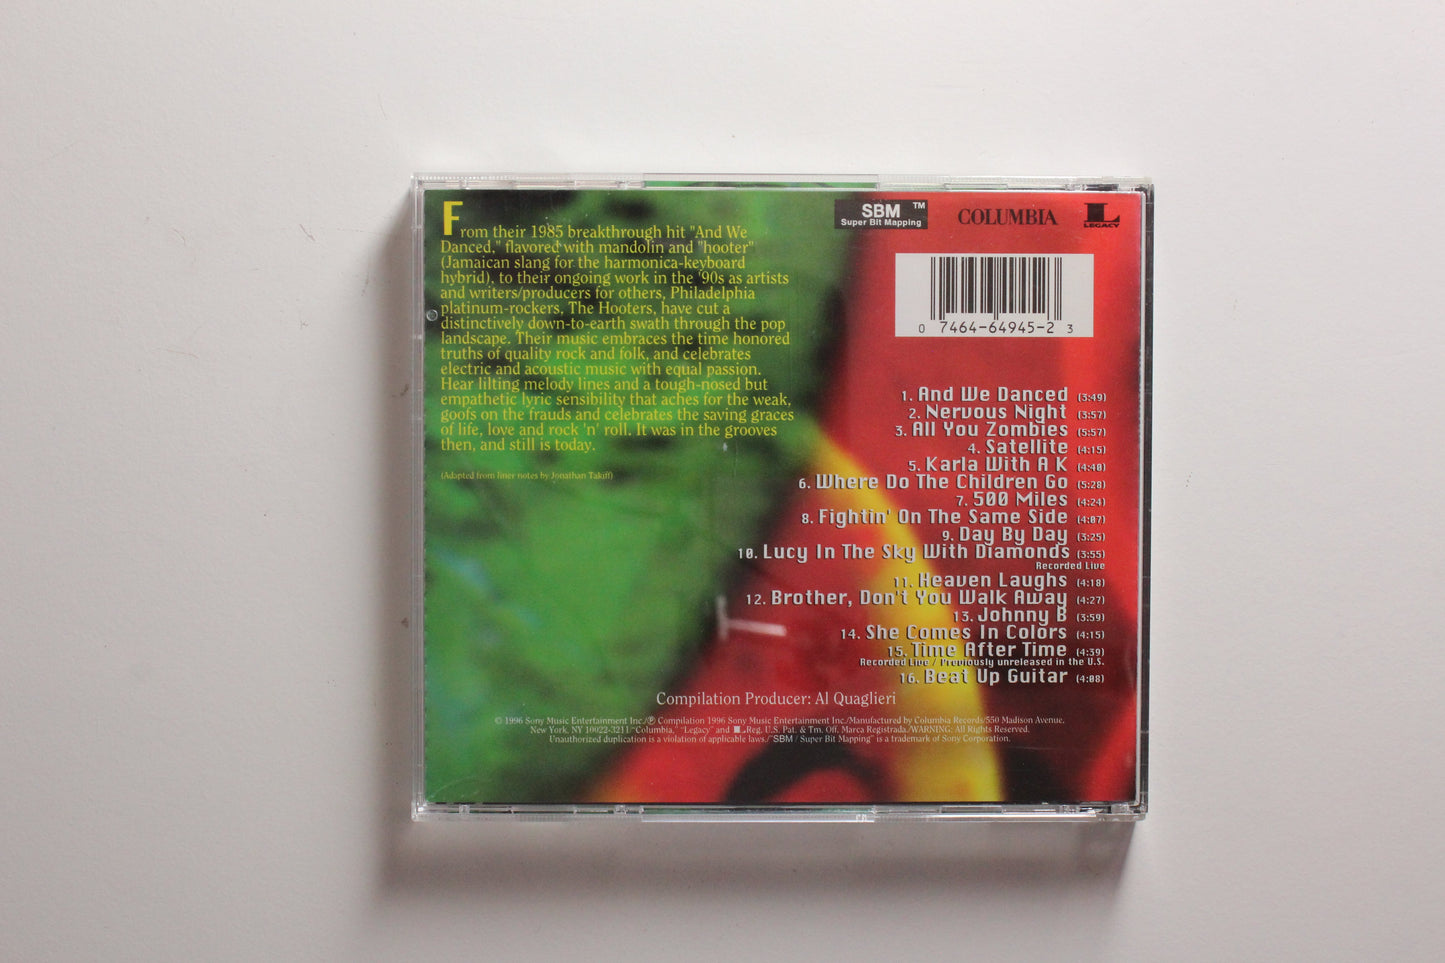 From their 1985 breakthrough hit "And We
Danced," flavored with mandolin and "hooter"
(Jamaican slang for the harmonica-keyboard
hybrid), to their ongoing work in the '90s as artists
and writers/producers for others, Philadelphia
platinum-rockers, The Hooters, have cut a
distinctively down-to-earth swath through the pop
landscape. Their music embraces the time honored
truths of quality rock and folk, and celebrates
electric and acoustic music with equal passion.
Hear lilting melody lines and a tough-nosed but
empathetic lyric sensibility that aches for the weak,
goofs on the frauds and celebrates the saving graces
of life, love and rock 'n' roll. It was in the grooves
then, and still is today.
(Adapted from liner notes by Jonathan Takiff)
SBM™
Super Bit Mapping
COLUMBIA
L
LEGACY
0 7464-64945-2 3
1. And We Danced (3:49)
2. Nervous Night (3:57)
3. All You Zombies (5:57)
4. Satellite (4:15)
5. Karla With A K (4:40)
6. Where Do The Children Go (5:28)
7. 500 Miles (4:24)
8. Fightin' On The Same Side (4:07)
9. Day By Day (3:25)
10. Lucy In The Sky With Diamonds (3:55)
Recorded Live
11. Heaven Laughs (4:18)
12. Brother, Don't You Walk Away (4:27)
13. Johnny B (3:59)
14. She Comes In Colors (4:15)
15. Time After Time (4:39)
Recorded Live / Previously unreleased in the U.S.
16. Beat Up Guitar (4:08)
Compilation Producer: Al Quaglieri
© 1996 Sony Music Entertainment Inc./℗ Compilation 1996 Sony Music Entertainment Inc./Manufactured by Columbia Records/550 Madison Avenue,
New York, NY 10022-3211/"Columbia," "Legacy" and L Reg. U.S. Pat. & Tm. Off. Marca Registrada./WARNING: All Rights Reserved.
Unauthorized duplication is a violation of applicable laws./"SBM / Super Bit Mapping" is a trademark of Sony Corporation.